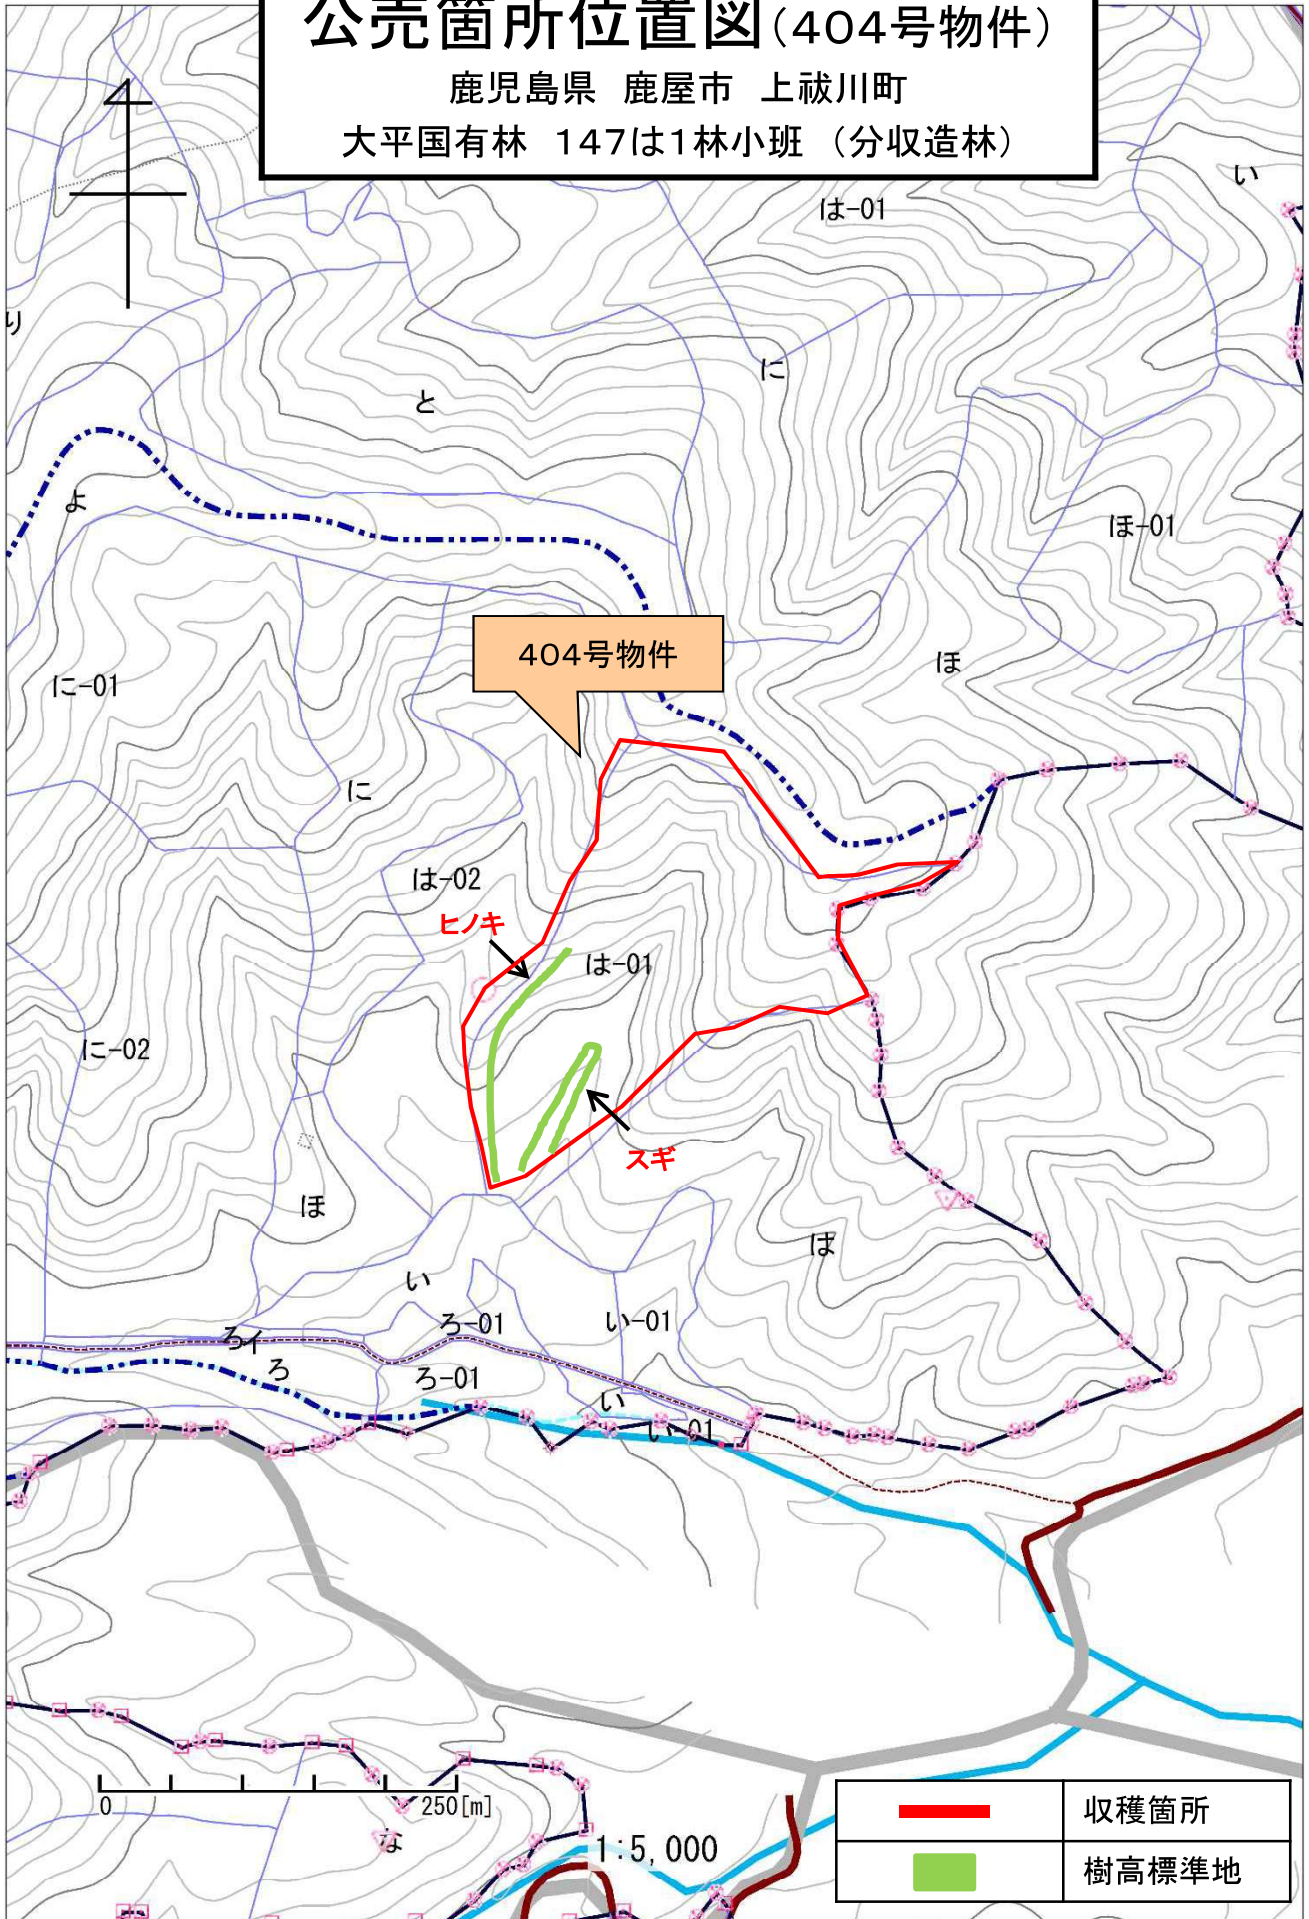 公売箇所位置図(404号物件)
鹿児島県 鹿屋市 上祓川町
大平国有林 147は1林小班 (分収造林)
い
は-01
り
に
と
よ
ほ-01
404号物件
ほ
に-01
に
は-02
ヒノキ
は-01
に-02
スギ
ほ
ほ
い
ろ-01
い-01
ろイ
ろ
ろ-01
い
い-01
0 250[m]
な
1:5,000
収穫箇所
樹高標準地